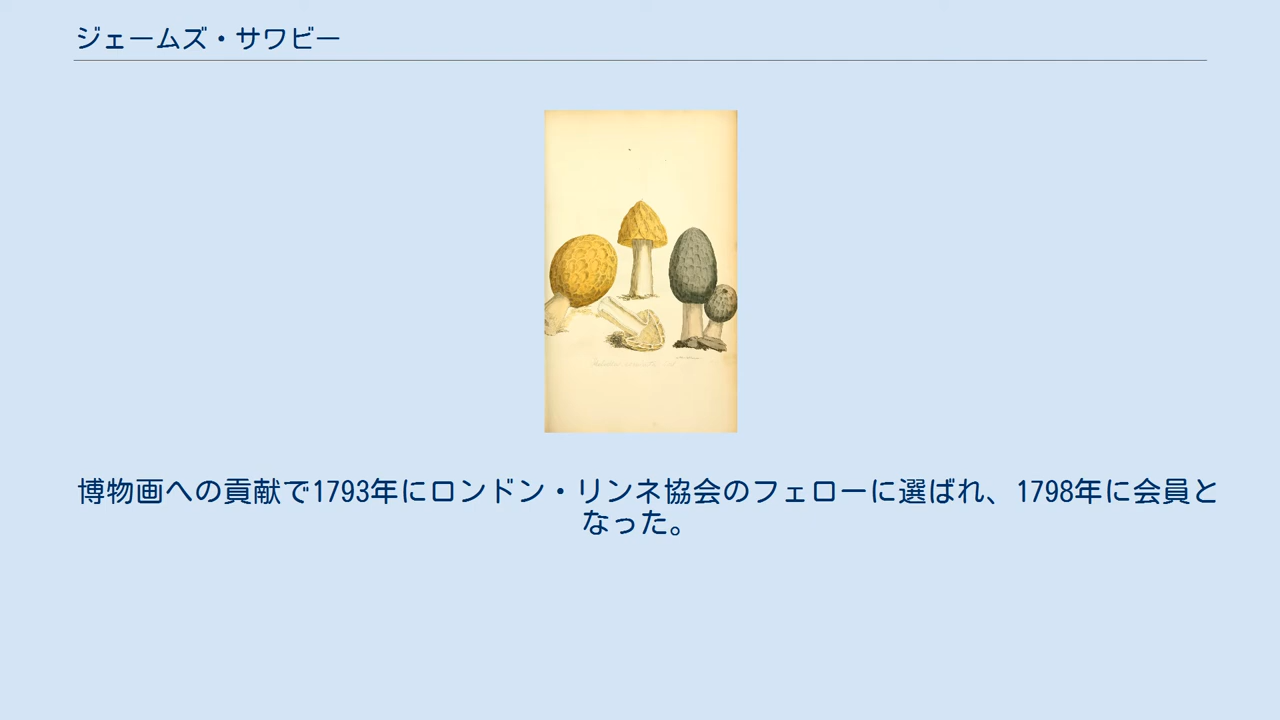 ジェームズ・サワビー
博物画への貢献で1793年にロンドン・リンネ協会のフェローに選ばれ、1798年に会員と
なった。